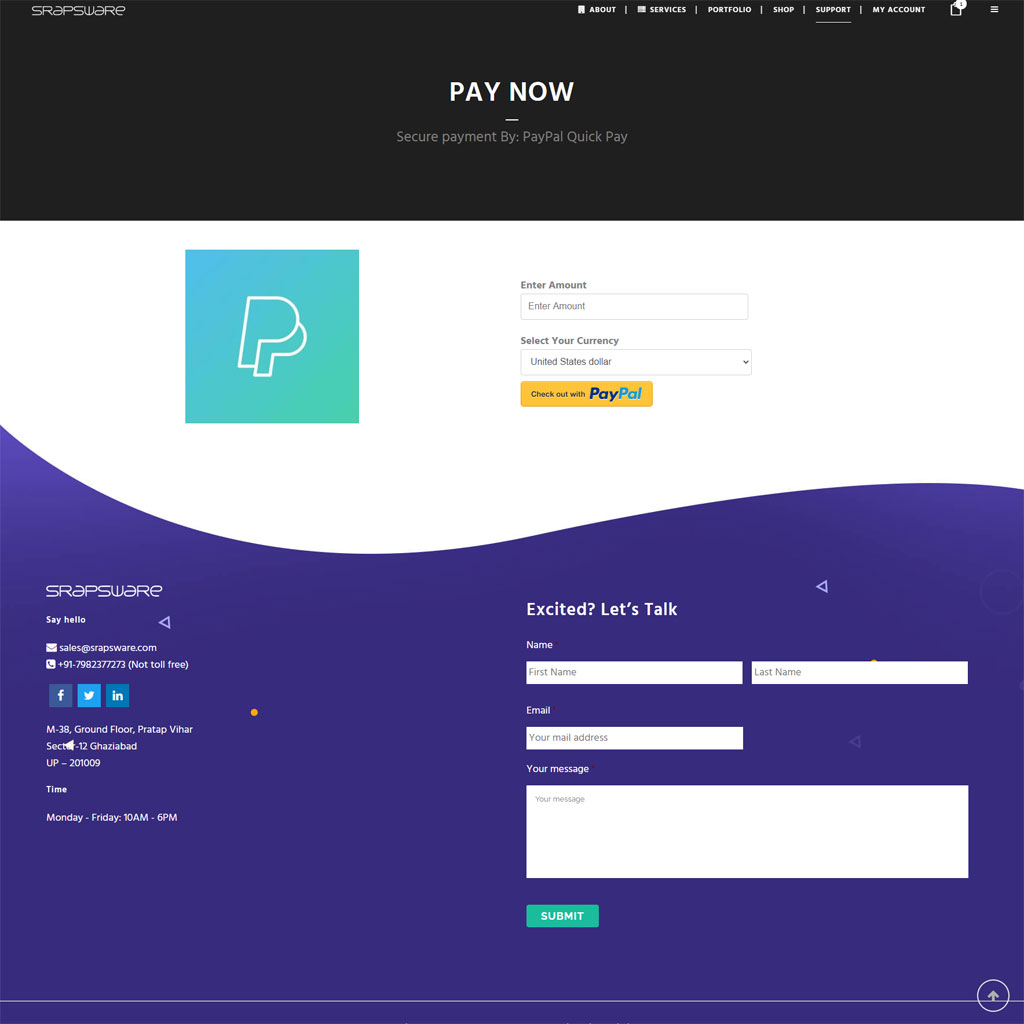 SRAPSWARE
ABOUT | SERVICES | PORTFOLIO | SHOP | SUPPORT | MY ACCOUNT 1
PAY NOW
Secure payment By: PayPal Quick Pay
Enter Amount
Enter Amount
Select Your Currency
United States dollar
Check out with PayPal
SRAPSWARE
Say hello
sales@srapsware.com
+91-7982377273 (Not toll free)
M-38, Ground Floor, Pratap Vihar
Sector-12 Ghaziabad
UP – 201009
Time
Monday - Friday: 10AM - 6PM
Excited? Let’s Talk
Name
First Name
Last Name
Email
Your mail address
Your message *
Your message
SUBMIT